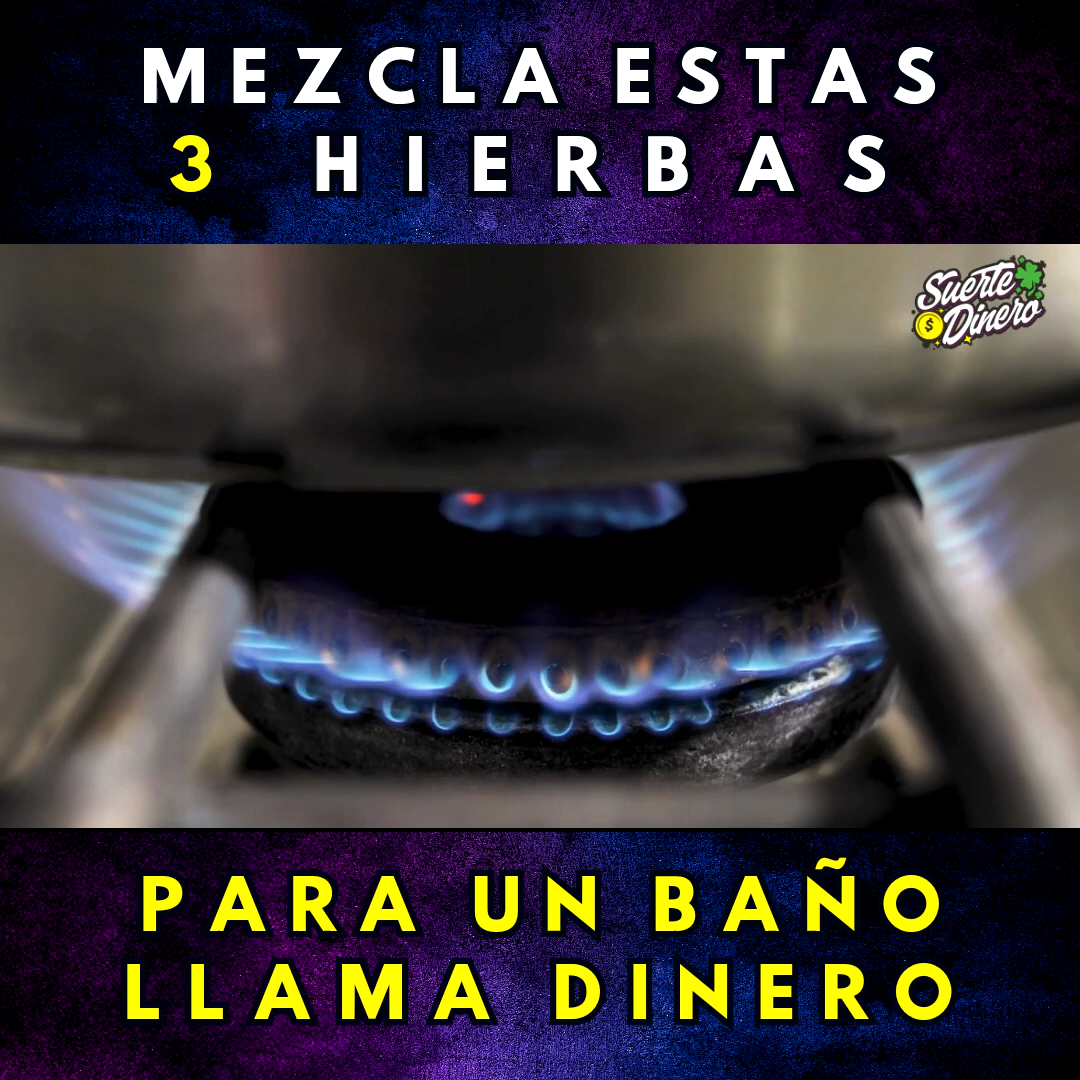 MEZCLA ESTAS
3 HIERBAS
Suerte
$ Dinero
PARA UN BAÑO
LLAMA DINERO